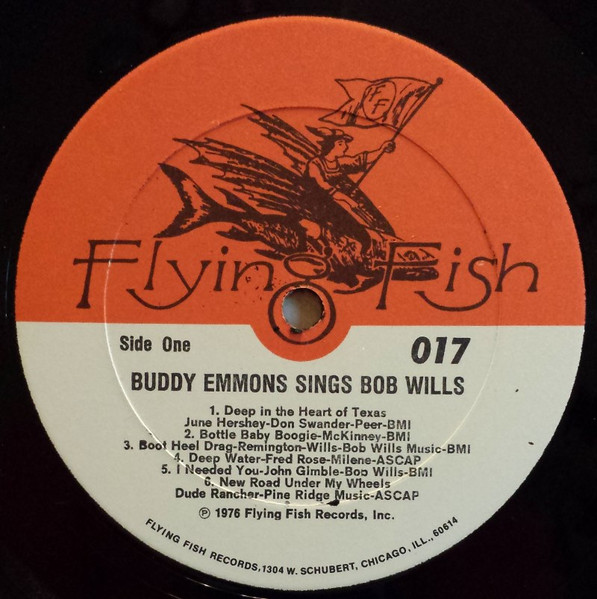 FF
Flying Fish
Side One
017
BUDDY EMMONS SINGS BOB WILLS
1. Deep in the Heart of Texas
June Hershey-Don Swander-Peer-BMI
2. Bottle Baby Boogie-McKinney-BMI
3. Boot Heel Drag-Remington-Wills-Bob Wills Music-BMI
4. Deep Water-Fred Rose-Milene-ASCAP
5. I Needed You-John Gimble-Boo Wills-BMI
6. New Road Under My Wheels
Dude Rancher-Pine Ridge Music-ASCAP
℗ 1976 Flying Fish Records, Inc.
FLYING FISH RECORDS, 1304 W. SCHUBERT, CHICAGO, ILL., 60614